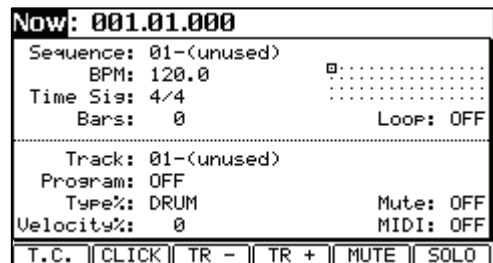 Now: 001.01.000
Sequence: 01-(unused)
BPM: 120.0
Time Sig: 4/4
Bars: 0 Loop: OFF
Track: 01-(unused)
Program: OFF
Type%: DRUM Mute: OFF
Velocity%: 0 MIDI: OFF
T.C. CLICK TR - TR + MUTE SOLO